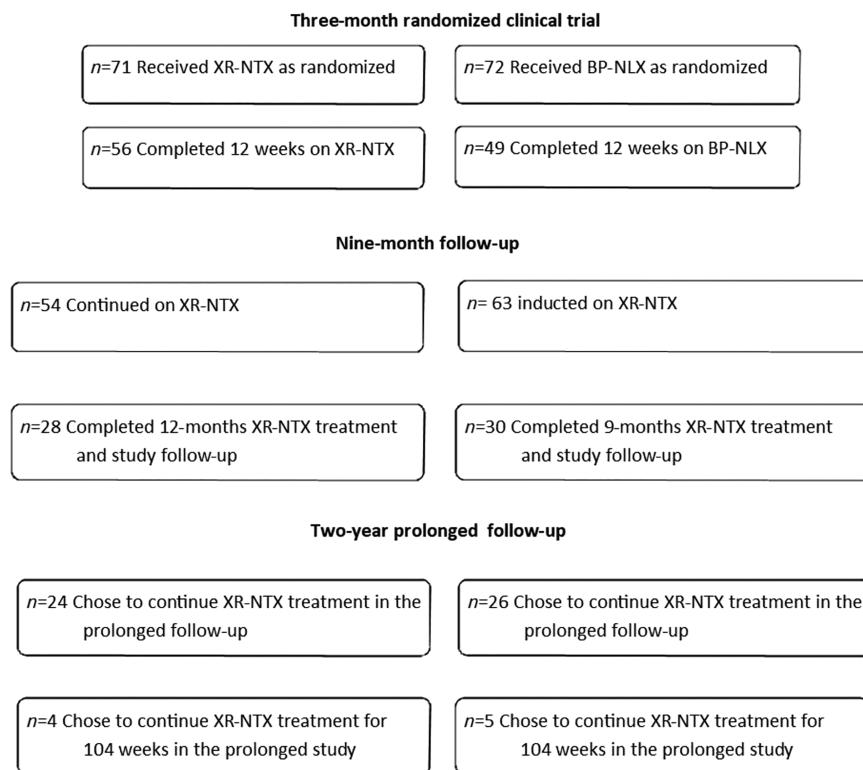 Three-month randomized clinical trial
n=71 Received XR-NTX as randomized
n=72 Received BP-NLX as randomized
n=56 Completed 12 weeks on XR-NTX
n=49 Completed 12 weeks on BP-NLX
Nine-month follow-up
n=54 Continued on XR-NTX
n= 63 inducted on XR-NTX
n=28 Completed 12-months XR-NTX treatment
and study follow-up
n=30 Completed 9-months XR-NTX treatment
and study follow-up
Two-year prolonged follow-up
n=24 Chose to continue XR-NTX treatment in the
prolonged follow-up
n=26 Chose to continue XR-NTX treatment in the
prolonged follow-up
n=4 Chose to continue XR-NTX treatment for
104 weeks in the prolonged study
n=5 Chose to continue XR-NTX treatment for
104 weeks in the prolonged study